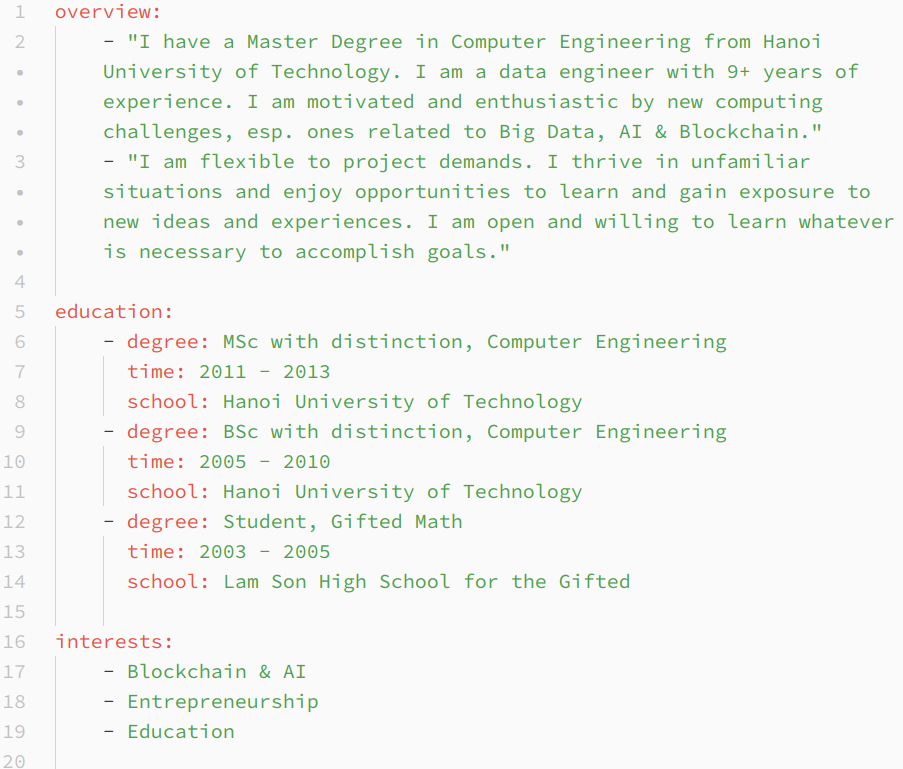 1 overview:
2 - "I have a Master Degree in Computer Engineering from Hanoi
• University of Technology. I am a data engineer with 9+ years of
• experience. I am motivated and enthusiastic by new computing
• challenges, esp. ones related to Big Data, AI & Blockchain."
3 - "I am flexible to project demands. I thrive in unfamiliar
• situations and enjoy opportunities to learn and gain exposure to
• new ideas and experiences. I am open and willing to learn whatever
• is necessary to accomplish goals."
4
5 education:
6 - degree: MSc with distinction, Computer Engineering
7 time: 2011 - 2013
8 school: Hanoi University of Technology
9 - degree: BSc with distinction, Computer Engineering
10 time: 2005 - 2010
11 school: Hanoi University of Technology
12 - degree: Student, Gifted Math
13 time: 2003 - 2005
14 school: Lam Son High School for the Gifted
15
16 interests:
17 - Blockchain & AI
18 - Entrepreneurship
19 - Education
20